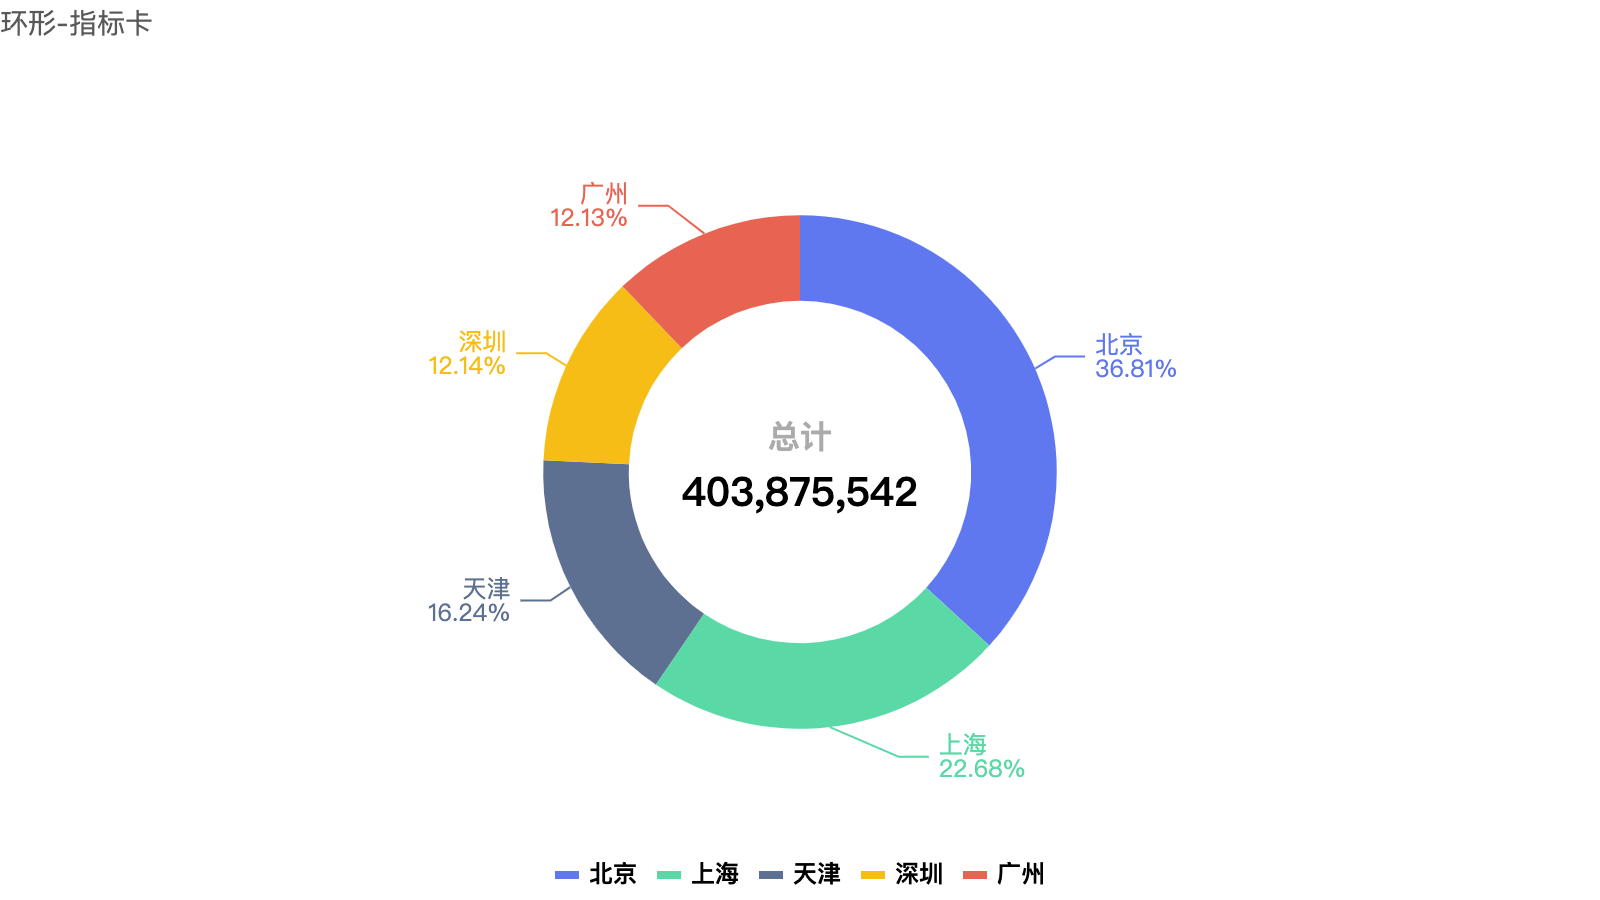 环形-指标卡
广州
12.13%
深圳
12.14%
北京
36.81%
总计
403,875,542
天津
16.24%
上海
22.68%
北京 上海 天津 深圳 广州